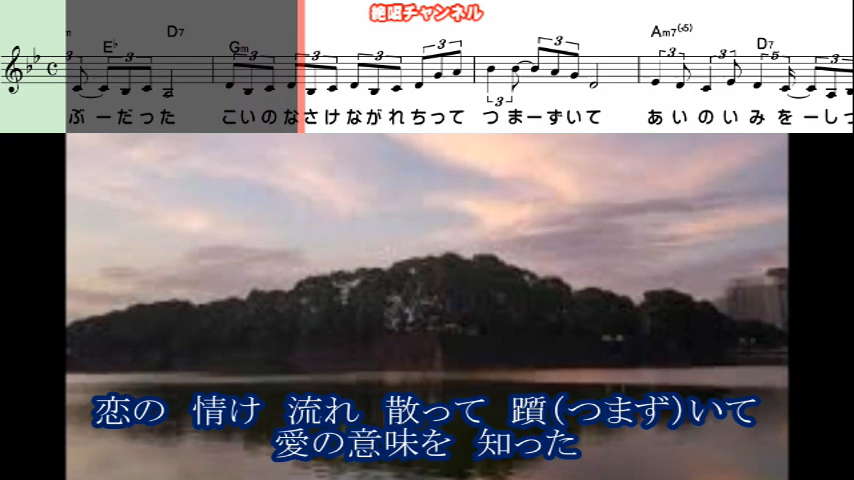 絶唱チャンネル
E♭ D7 Gm Am7(♭5) D7
ぶーだった こいのなさけながれちって つまーずいて あいのいみをーしっ
恋の 情け 流れ 散って 躓(つまず)いて
愛の意味を 知った